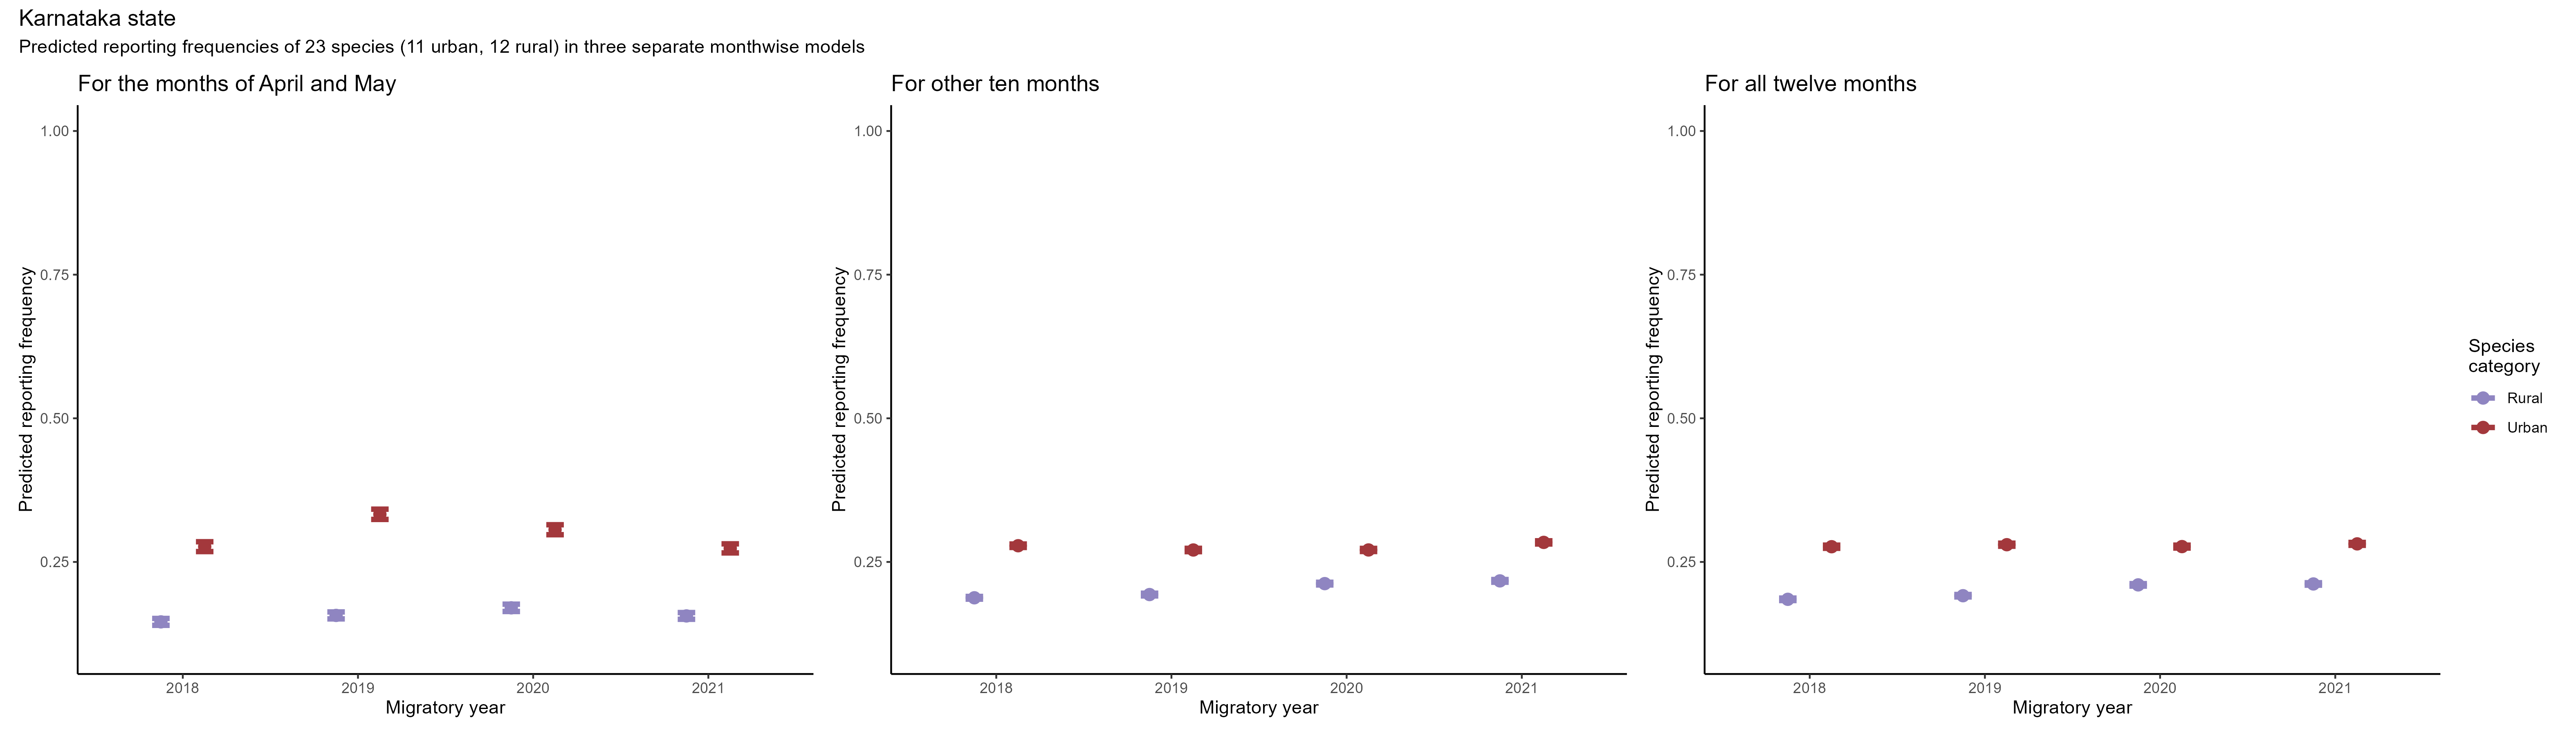 Karnataka state
Predicted reporting frequencies of 23 species (11 urban, 12 rural) in three separate monthwise models
For the months of April and May
Predicted reporting frequency
1.00
0.75
0.50
0.25
2018 2019 2020 2021
Migratory year
For other ten months
Predicted reporting frequency
1.00
0.75
0.50
0.25
2018 2019 2020 2021
Migratory year
For all twelve months
Predicted reporting frequency
1.00
0.75
0.50
0.25
2018 2019 2020 2021
Migratory year
Species
category
Rural
Urban